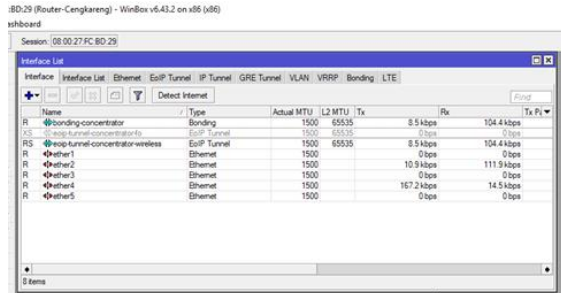 :BD:29 (Router-Cengkareng) - WinBox v6.43.2 on x86 (x86)
ashboard
Session: 08:00:27:FC:BD:29
Interface List
Interface Interface List Ethernet EoIP Tunnel IP Tunnel GRE Tunnel VLAN VRRP Bonding LTE
Detect Internet Find
Name Type Actual MTU L2 MTU Tx Rx Tx Pa
R bonding-concentrator Bonding 1500 65535 8.5 kbps 104.4 kbps
XS eoip-tunnel-concentrator-fo EoIP Tunnel 1500 65535 0 bps 0 bps
RS eoip-tunnel-concentrator-wireless EoIP Tunnel 1500 65535 8.5 kbps 104.4 kbps
R ether1 Ethernet 1500 0 bps 0 bps
R ether2 Ethernet 1500 10.9 kbps 111.9 kbps
R ether3 Ethernet 1500 0 bps 0 bps
R ether4 Ethernet 1500 167.2 kbps 14.5 kbps
R ether5 Ethernet 1500 0 bps 0 bps
8 items